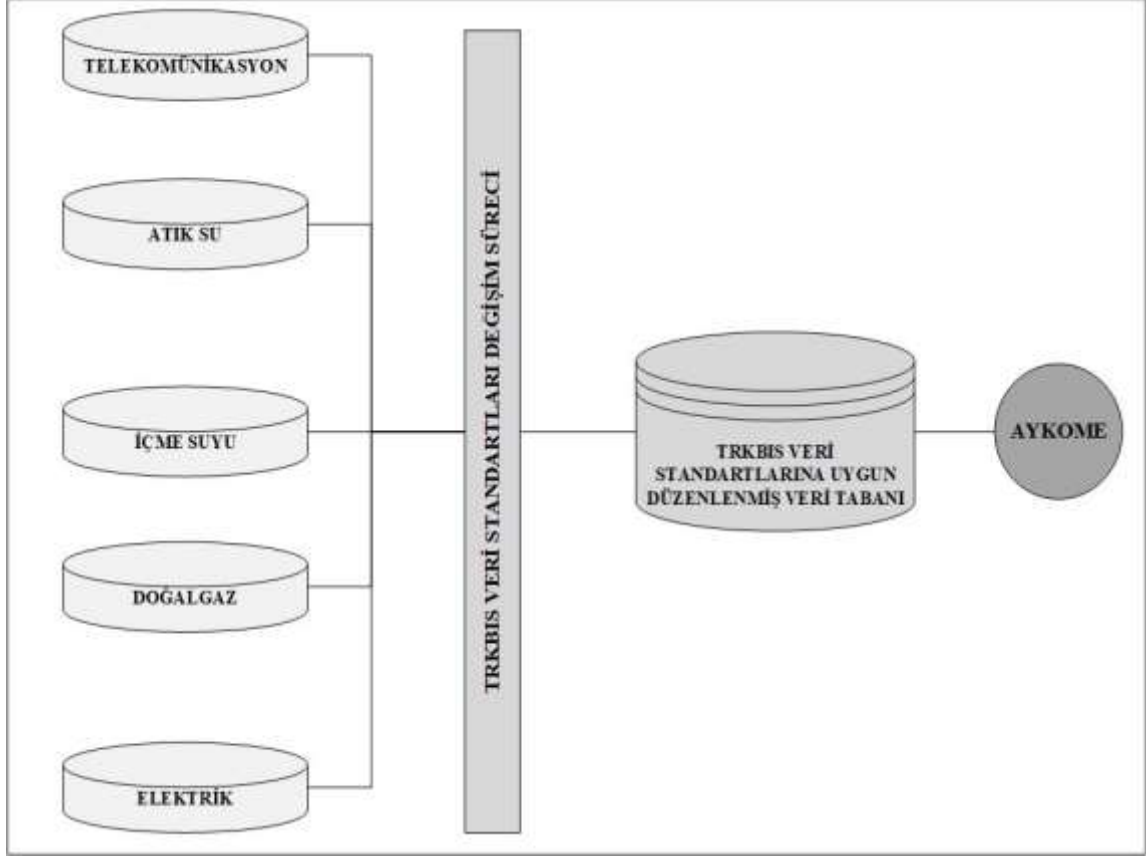 TELEKOMÜNİKASYON
ATIK SU
İÇME SUYU
DOĞALGAZ
ELEKTRİK
TRKBIS VERİ STANDARTLARI DEĞİŞİM SÜRECİ
TRKBIS VERİ
STANDARTLARINA UYGUN
DÜZENLENMİŞ VERİ TABANI
AYKOME